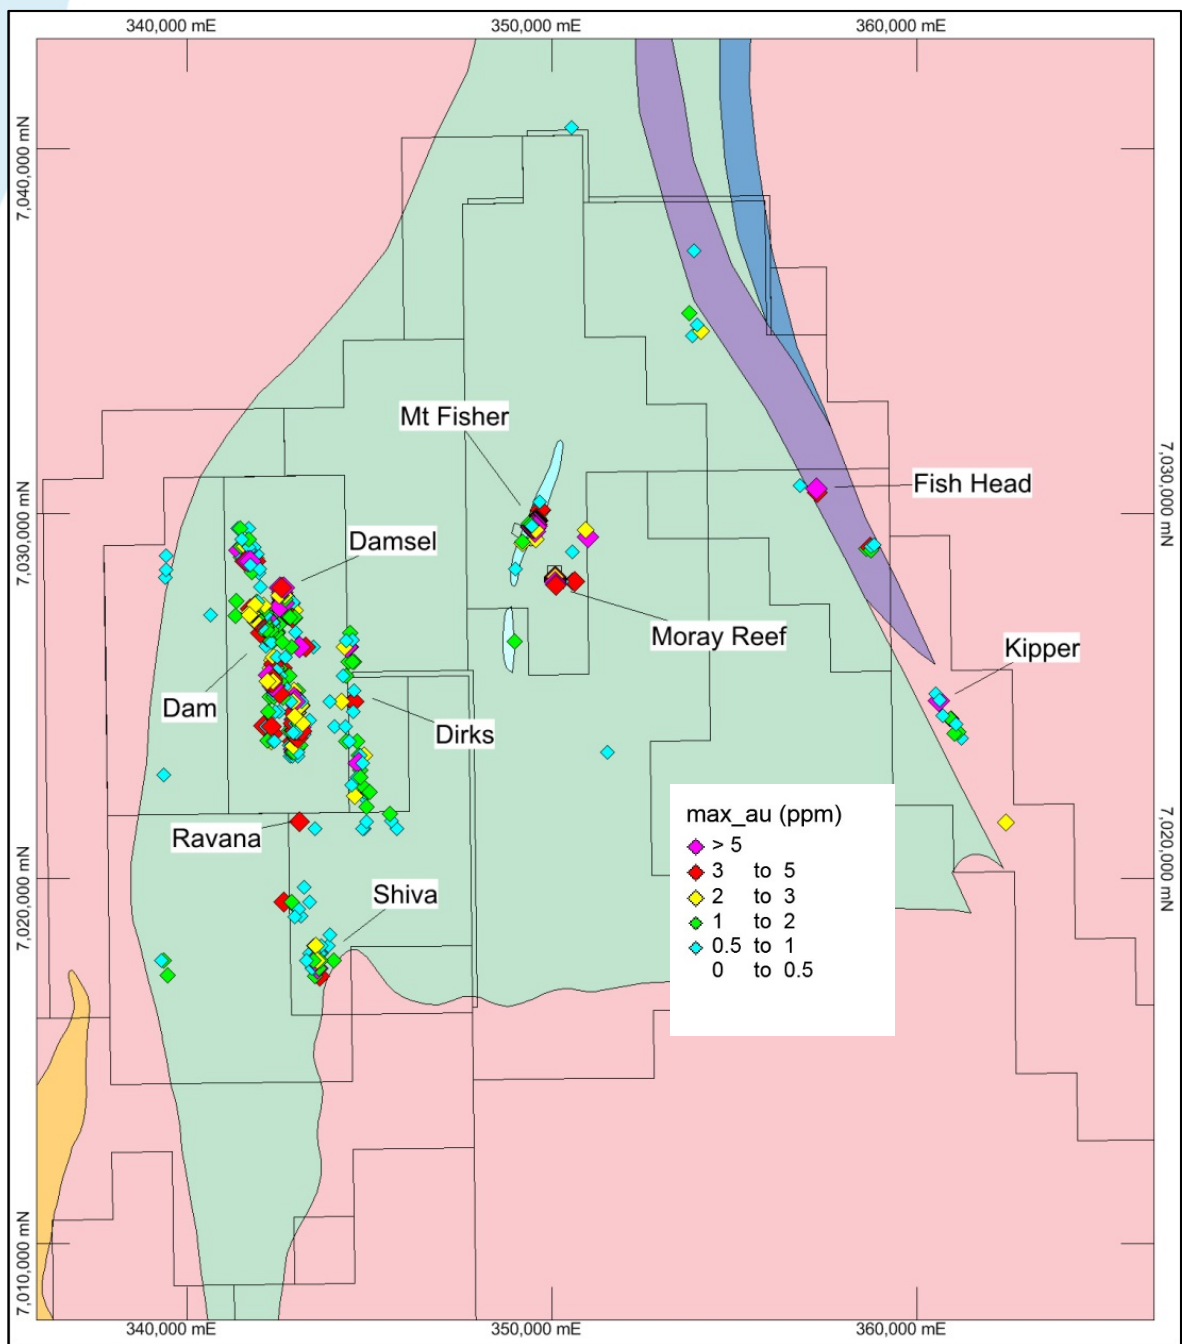 340,000 mE
350,000 mE
360,000 mE
7,040,000 mN
Mt Fisher
7,030,000 mN
7,030,000 mN
Fish Head
Damsel
Moray Reef
Kipper
Dam
Dirks
max_au (ppm)
> 5
3 to 5
2 to 3
1 to 2
0.5 to 1
0 to 0.5
Ravana
7,020,000 mN
7,020,000 mN
Shiva
7,010,000 mN
340,000 mE
350,000 mE
360,000 mE